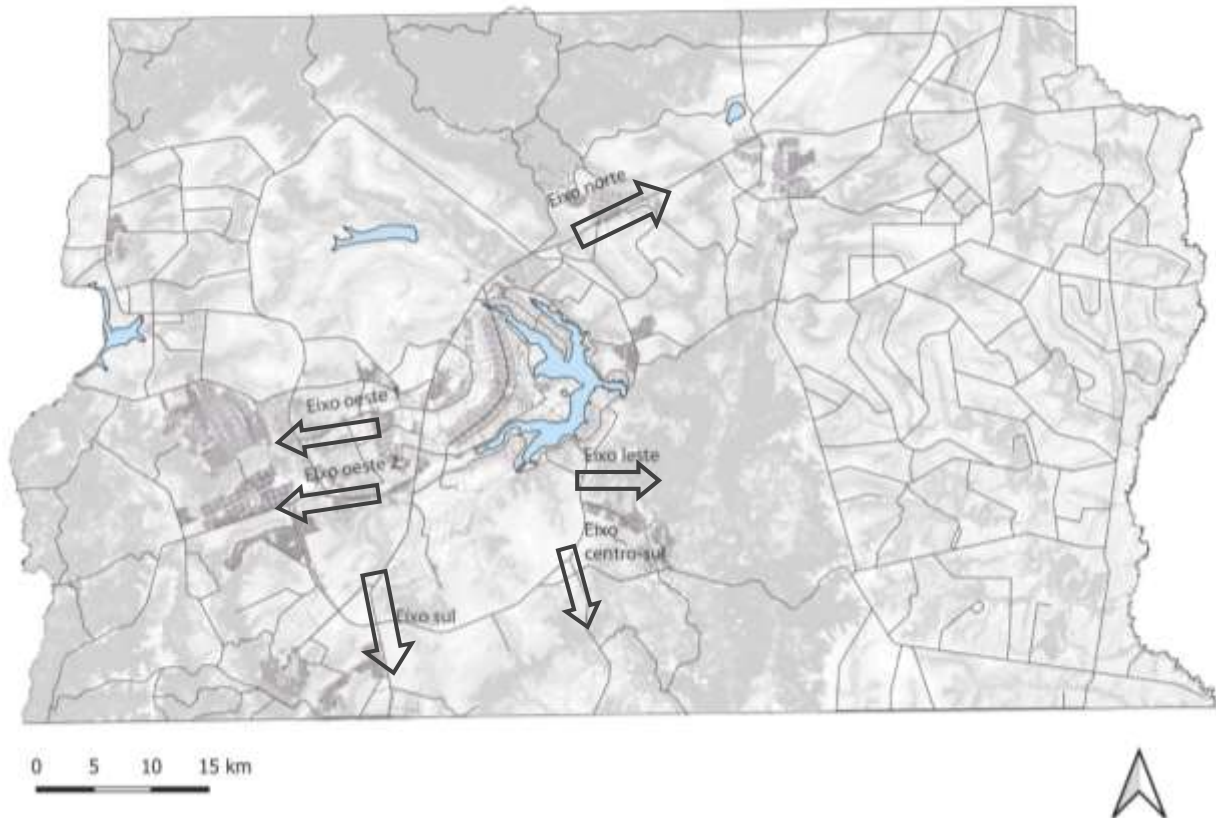 Eixo norte
Eixo oeste 1
Eixo oeste 2
Eixo leste
Eixo
centro-sul
Eixo sul
0 5 10 15 km